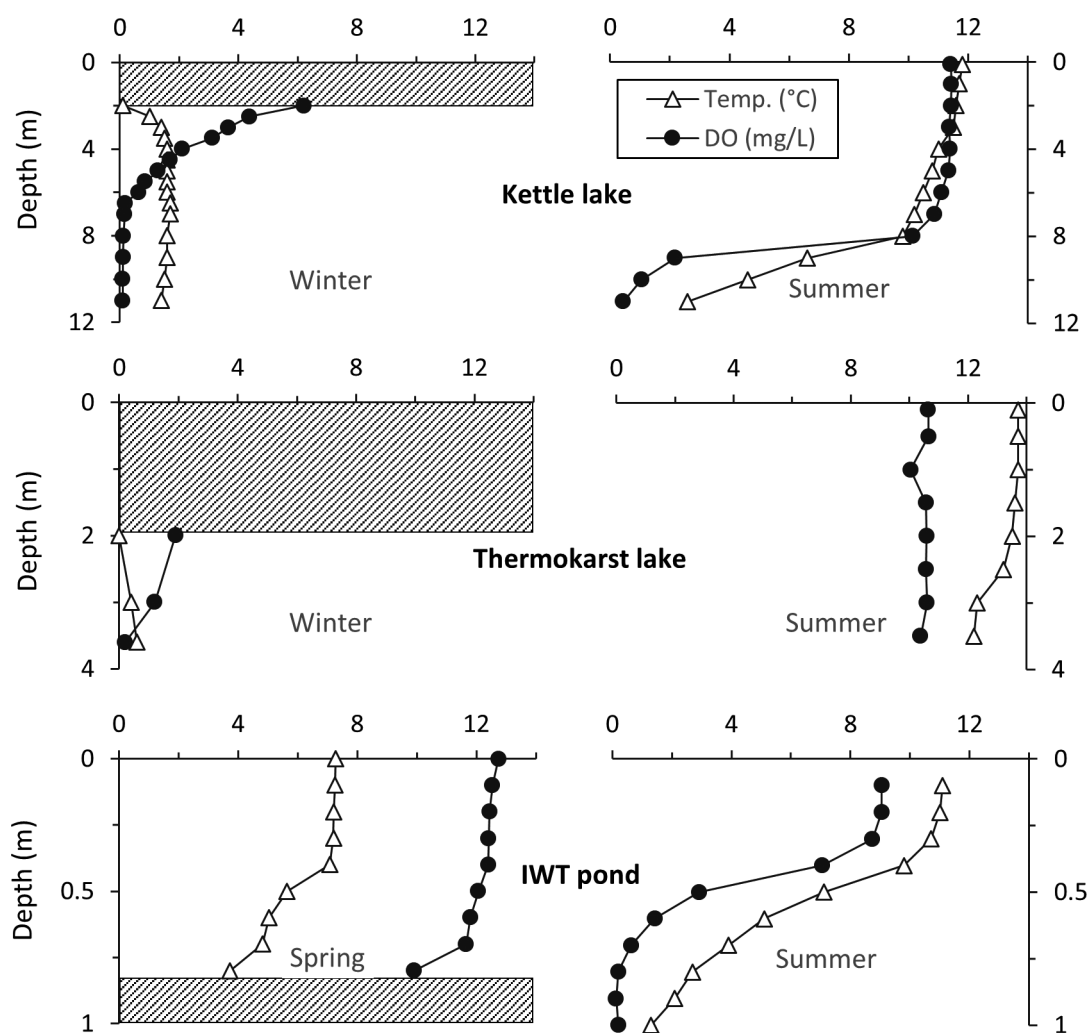 0 4 8 12 0 4 8 12
0 0
Temp. (°C)
DO (mg/L)
Depth (m)
4 4
Kettle lake
8 8
Winter Summer
12 12
0 4 8 12 0 4 8 12
0 0
Depth (m)
2 2
Thermokarst lake
Winter Summer
4 4
0 4 8 12 0 4 8 12
0 0
Depth (m)
0.5 IWT pond 0.5
Spring Summer
1 1